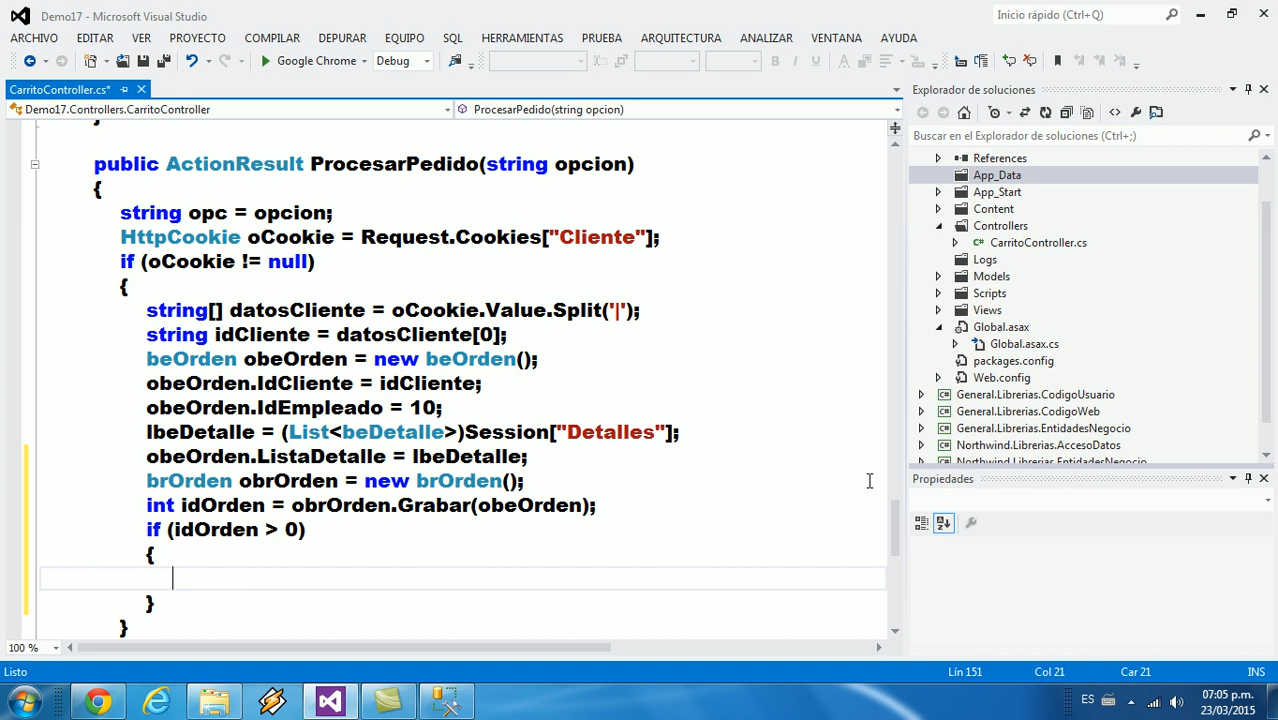 Demo17 - Microsoft Visual Studio
Inicio rápido (Ctrl+Q)
ARCHIVO EDITAR VER PROYECTO COMPILAR DEPURAR EQUIPO SQL HERRAMIENTAS PRUEBA ARQUITECTURA ANALIZAR VENTANA AYUDA
Google Chrome Debug
CarritoController.cs*
Demo17.Controllers.CarritoController
ProcesarPedido(string opcion)
}
public ActionResult ProcesarPedido(string opcion)
{
string opc = opcion;
HttpCookie oCookie = Request.Cookies["Cliente"];
if (oCookie != null)
{
string[] datosCliente = oCookie.Value.Split('|');
string idCliente = datosCliente[0];
beOrden obeOrden = new beOrden();
obeOrden.IdCliente = idCliente;
obeOrden.IdEmpleado = 10;
lbeDetalle = (List<beDetalle>)Session["Detalles"];
obeOrden.ListaDetalle = lbeDetalle;
brOrden obrOrden = new brOrden();
int idOrden = obrOrden.Grabar(obeOrden);
if (idOrden > 0)
{
}
}
100 %
Explorador de soluciones
Buscar en el Explorador de soluciones (Ctrl+;)
References
App_Data
App_Start
Content
Controllers
C# CarritoController.cs
Logs
Models
Scripts
Views
Global.asax
Global.asax.cs
packages.config
Web.config
C# General.Librerias.CodigoUsuario
C# General.Librerias.CodigoWeb
C# General.Librerias.EntidadesNegocio
C# Northwind.Librerias.AccesoDatos
C# Northwind.Librerias.EntidadesNegocio
Propiedades
Listo
Lín 151 Col 21 Car 21 INS
ES
07:05 p.m.
23/03/2015